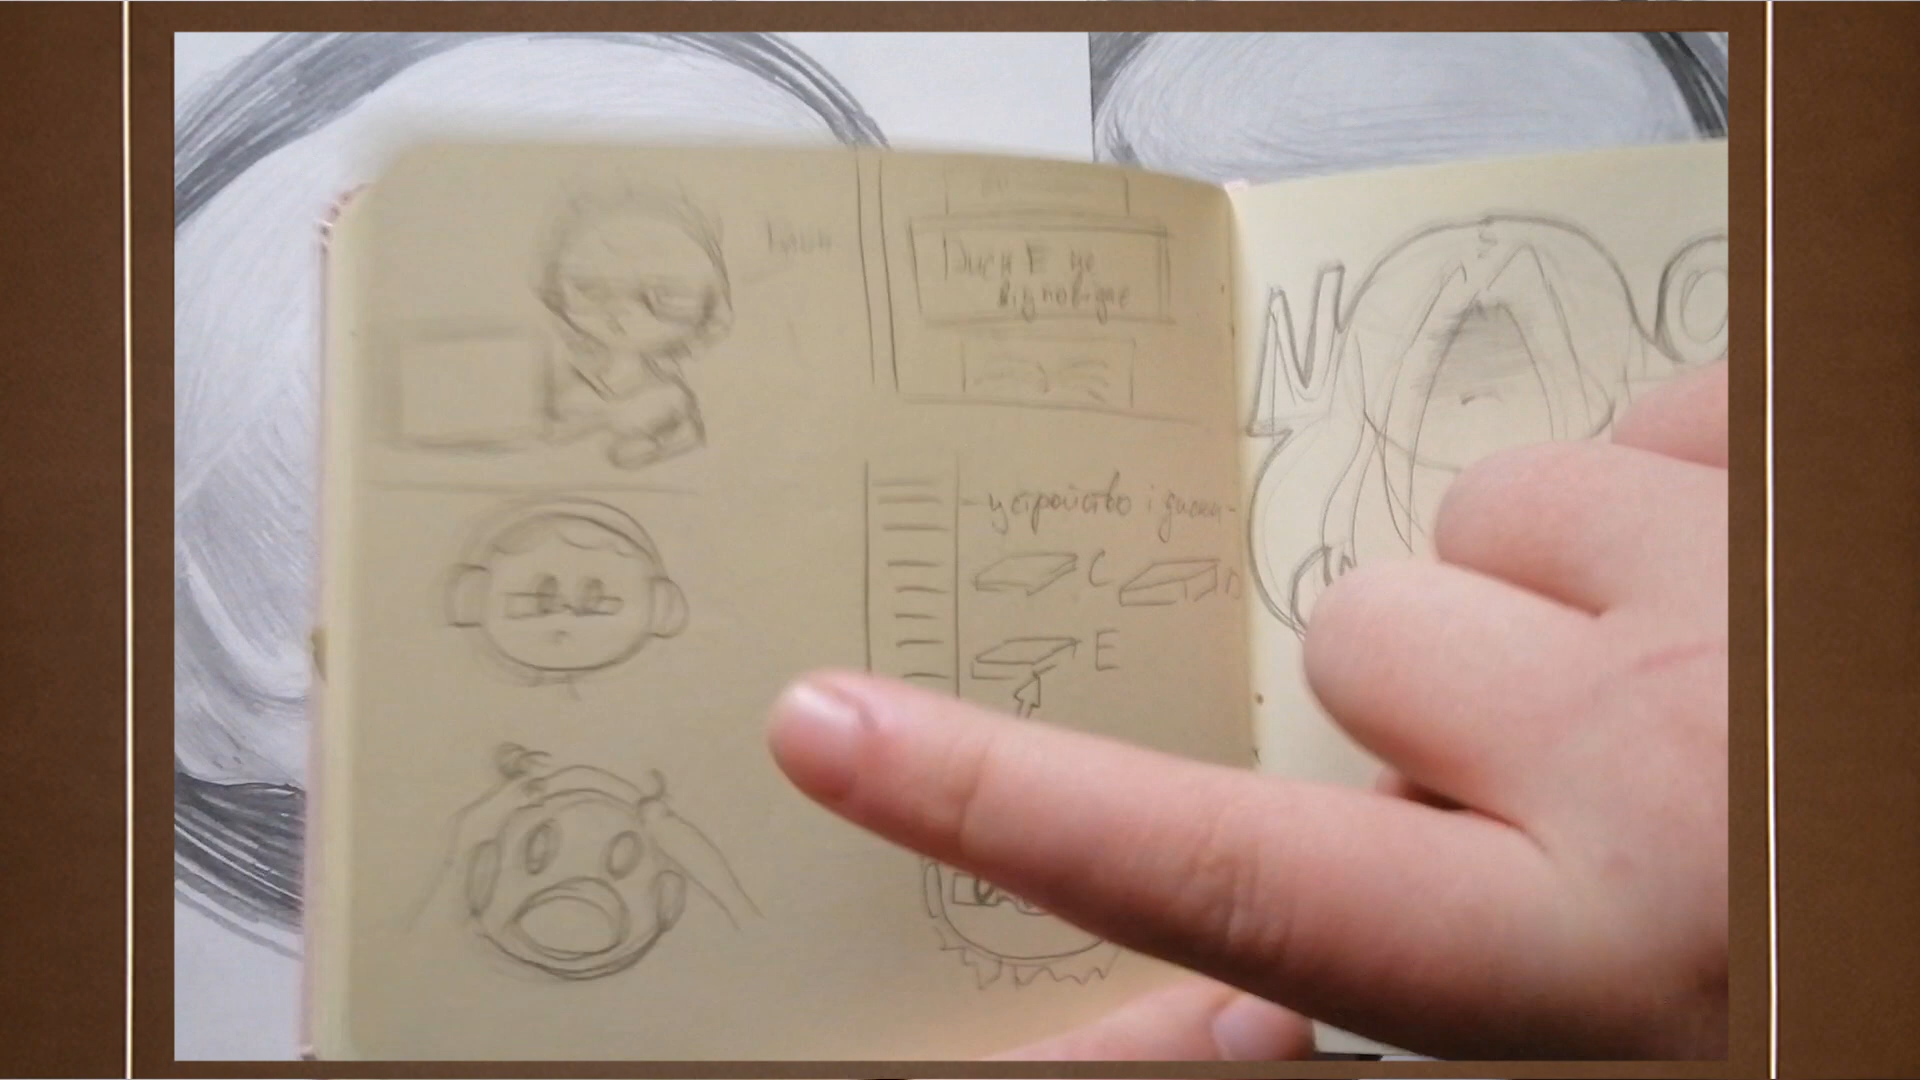 Диск Е не
відповідає
- устройство і диски -
С
D
Е
N
O